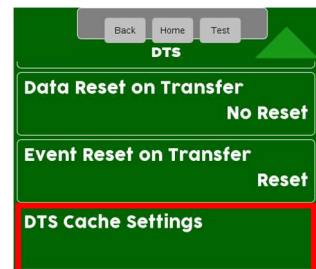 Back Home Test
DTS
Data Reset on Transfer
No Reset
Event Reset on Transfer
Reset
DTS Cache Settings